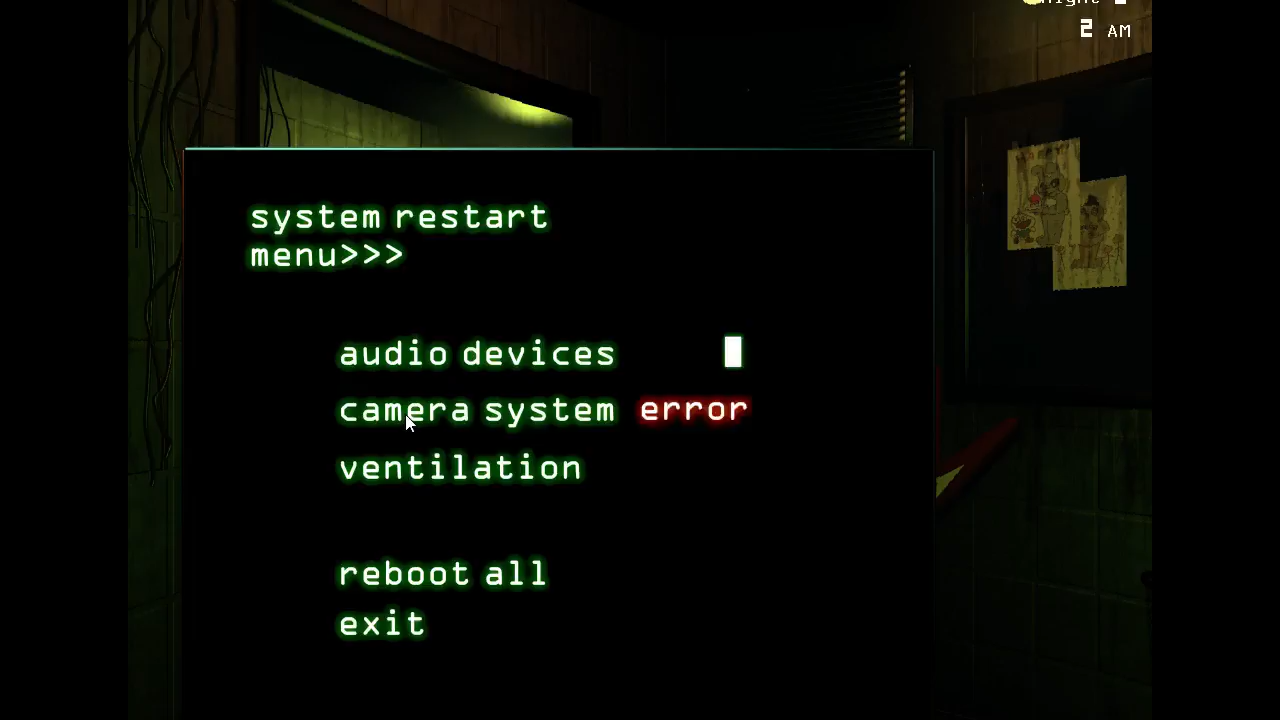 2 AM
system restart
menu>>>
audio devices
camera system error
ventilation
reboot all
exit